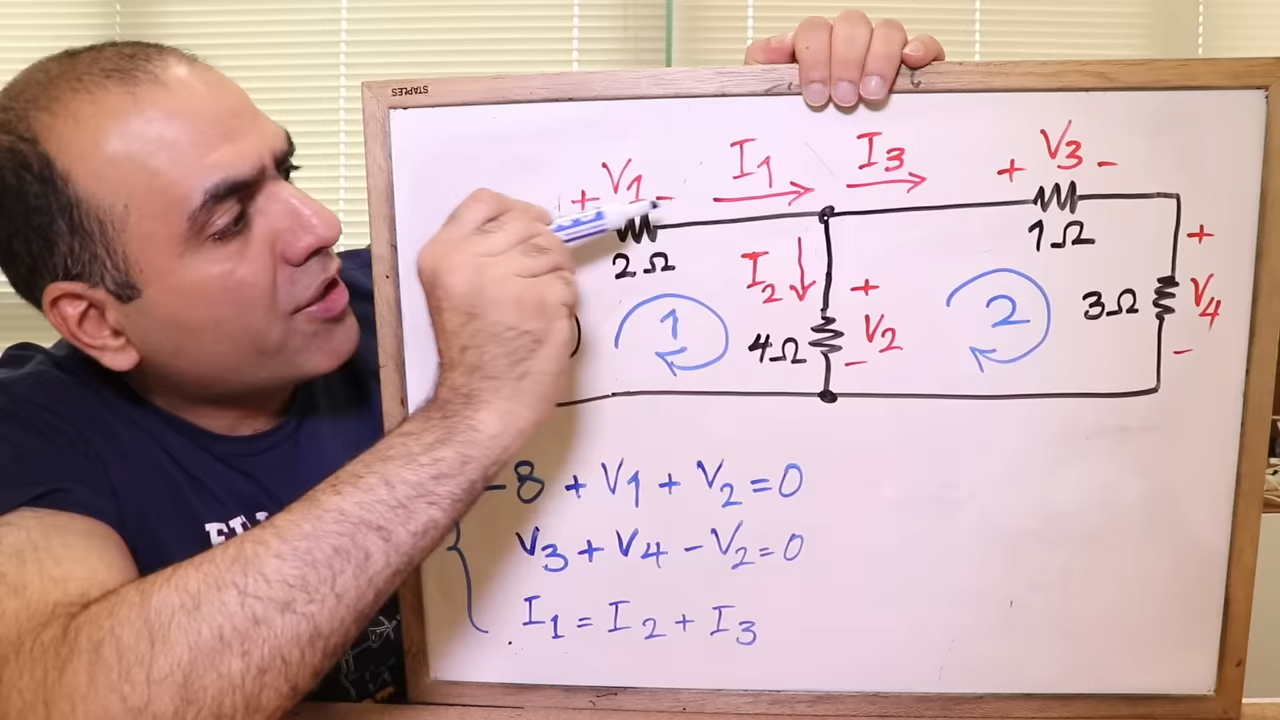 STAPLES
I1 I3 V3
+ V1 - + -
2Ω 1Ω
I2 + +
1 2 3Ω V4
4Ω V2
- -
-8 + V1 + V2 = 0
V3 + V4 - V2 = 0
I1 = I2 + I3